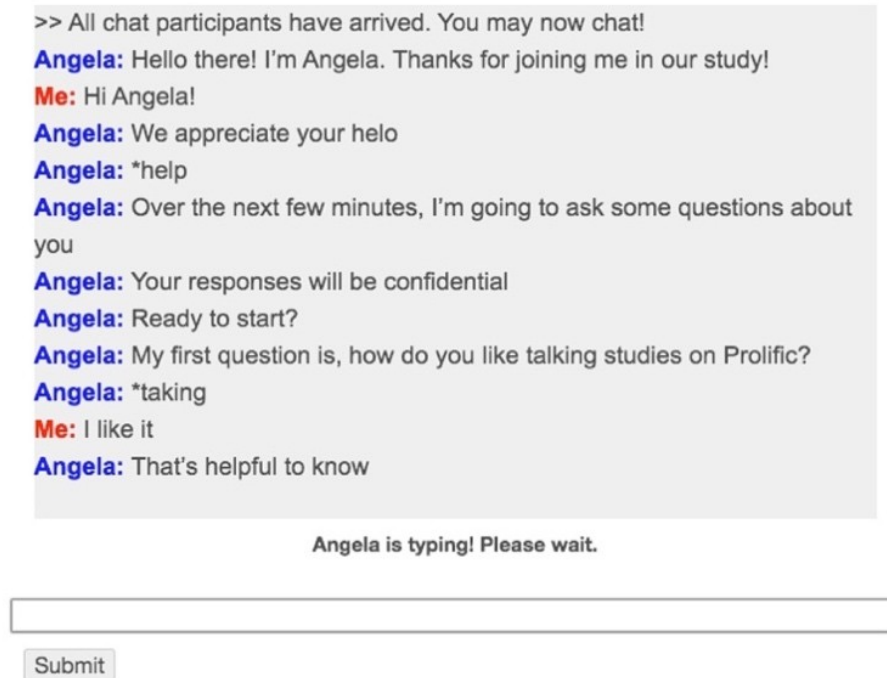 >> All chat participants have arrived. You may now chat!
Angela: Hello there! I'm Angela. Thanks for joining me in our study!
Me: Hi Angela!
Angela: We appreciate your helo
Angela: *help
Angela: Over the next few minutes, I'm going to ask some questions about
you
Angela: Your responses will be confidential
Angela: Ready to start?
Angela: My first question is, how do you like talking studies on Prolific?
Angela: *taking
Me: I like it
Angela: That's helpful to know
Angela is typing! Please wait.
Submit